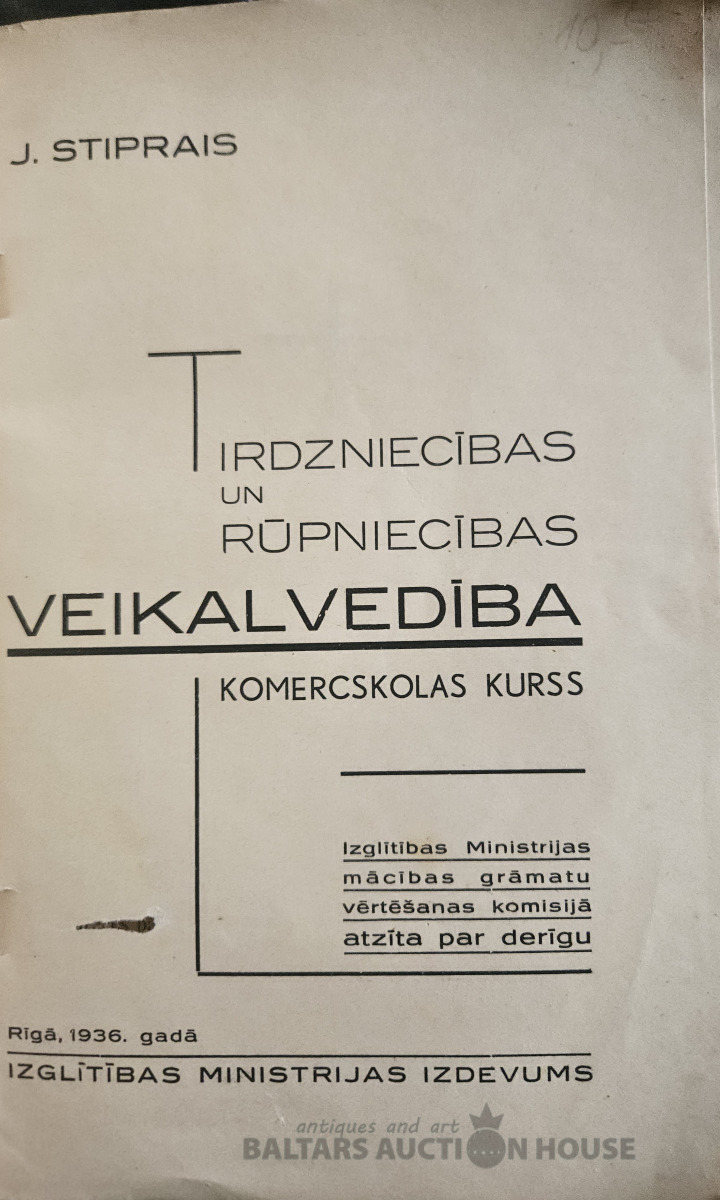 10,-
J. STIPRAIS
TIRDZNIECĪBAS
UN
RŪPNIECĪBAS
VEIKALVEDĪBA
KOMERCSKOLAS KURSS
Izglītības Ministrijas
mācības grāmatu
vērtēšanas komisijā
atzīta par derīgu
Rīgā, 1936. gadā
IZGLĪTĪBAS MINISTRIJAS IZDEVUMS
antiques and art
BALTARS AUCTION HOUSE